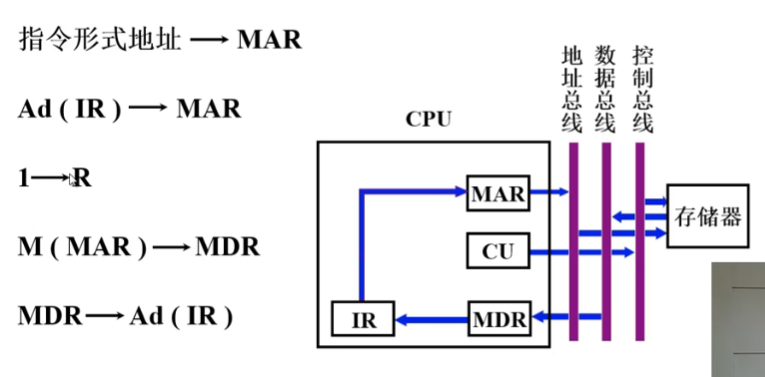 指令形式地址 → MAR
Ad ( IR ) → MAR
1 → R
M ( MAR ) → MDR
MDR → Ad ( IR )
地址总线
数据总线
控制总线
CPU
MAR
CU
IR
MDR
存储器